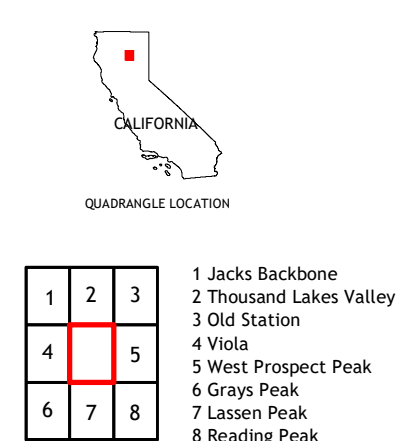 CALIFORNIA
QUADRANGLE LOCATION
1 2 3
4 5
6 7 8
1 Jacks Backbone
2 Thousand Lakes Valley
3 Old Station
4 Viola
5 West Prospect Peak
6 Grays Peak
7 Lassen Peak
8 Reading Peak